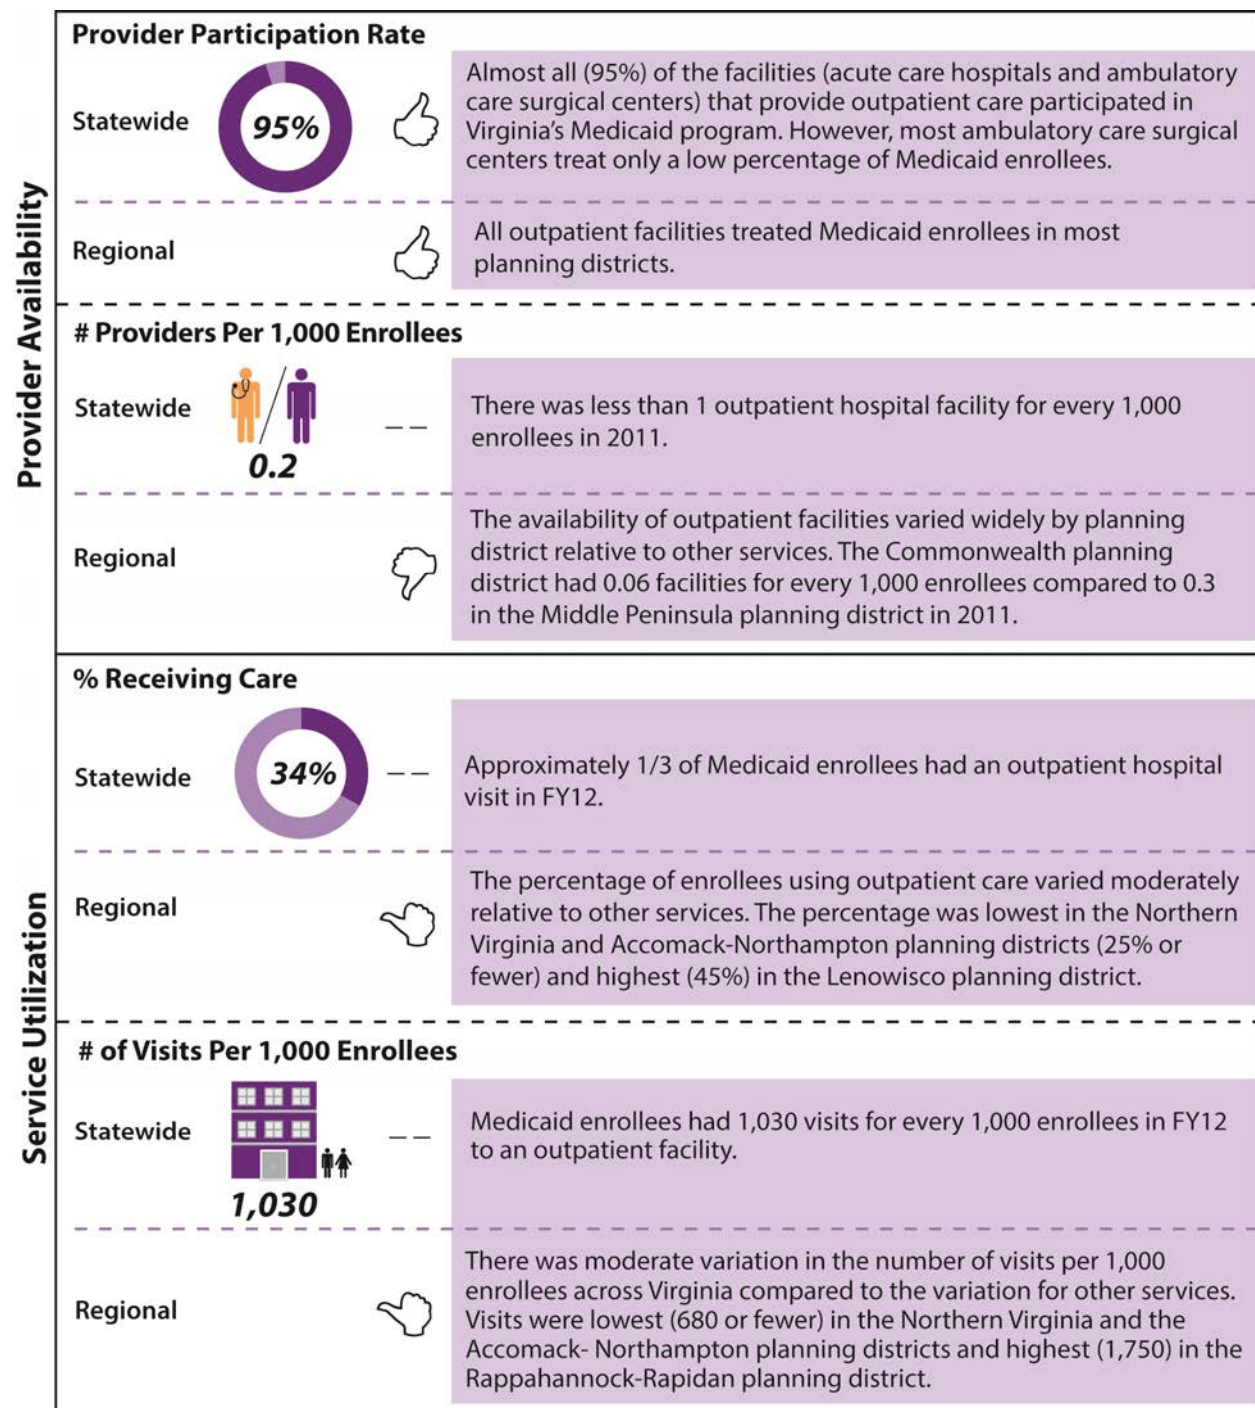 Provider Availability
Provider Participation Rate
Statewide
95%
Almost all (95%) of the facilities (acute care hospitals and ambulatory
care surgical centers) that provide outpatient care participated in
Virginia’s Medicaid program. However, most ambulatory care surgical
centers treat only a low percentage of Medicaid enrollees.
Regional
All outpatient facilities treated Medicaid enrollees in most
planning districts.
# Providers Per 1,000 Enrollees
Statewide
0.2
– –
There was less than 1 outpatient hospital facility for every 1,000
enrollees in 2011.
Regional
The availability of outpatient facilities varied widely by planning
district relative to other services. The Commonwealth planning
district had 0.06 facilities for every 1,000 enrollees compared to 0.3
in the Middle Peninsula planning district in 2011.
Service Utilization
% Receiving Care
Statewide
34%
– –
Approximately 1/3 of Medicaid enrollees had an outpatient hospital
visit in FY12.
Regional
The percentage of enrollees using outpatient care varied moderately
relative to other services. The percentage was lowest in the Northern
Virginia and Accomack-Northampton planning districts (25% or
fewer) and highest (45%) in the Lenowisco planning district.
# of Visits Per 1,000 Enrollees
Statewide
1,030
– –
Medicaid enrollees had 1,030 visits for every 1,000 enrollees in FY12
to an outpatient facility.
Regional
There was moderate variation in the number of visits per 1,000
enrollees across Virginia compared to the variation for other services.
Visits were lowest (680 or fewer) in the Northern Virginia and the
Accomack- Northampton planning districts and highest (1,750) in the
Rappahannock-Rapidan planning district.